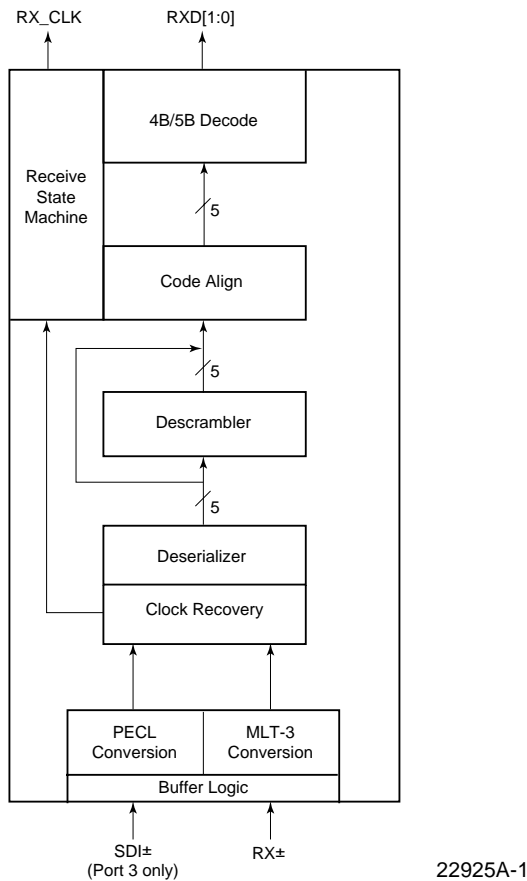 RX_CLK
RXD[1:0]
4B/5B Decode
Receive
State
Machine
5
Code Align
5
Descrambler
5
Deserializer
Clock Recovery
PECL
Conversion
MLT-3
Conversion
Buffer Logic
SDI±
(Port 3 only)
RX±
22925A-1